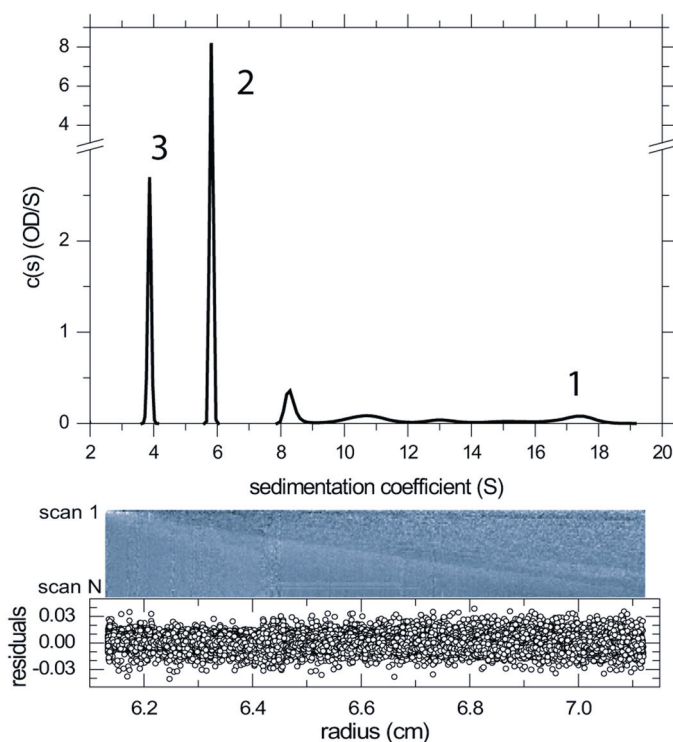 8
6
4
2
1
0
c(s) (OD/S)
3
2
1
2 4 6 8 10 12 14 16 18 20
sedimentation coefficient (S)
scan 1
scan N
0.03
0.00
-0.03
residuals
6.2 6.4 6.6 6.8 7.0
radius (cm)